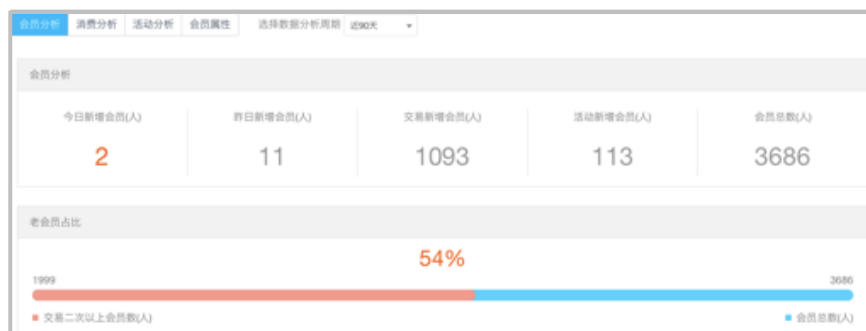 会员分析 消费分析 活动分析 会员属性 选择数据分析周期 近90天
会员分析
今日新增会员(人) 昨日新增会员(人) 交易新增会员(人) 活动新增会员(人) 会员总数(人)
2 11 1093 113 3686
老会员占比
54%
1999 3686
交易二次以上会员数(人) 会员总数(人)